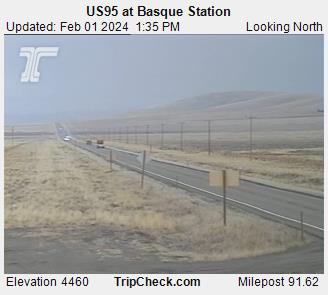 US95 at Basque Station
Updated: Feb 01 2024 1:35 PM Looking North
Elevation 4460 TripCheck.com Milepost 91.62